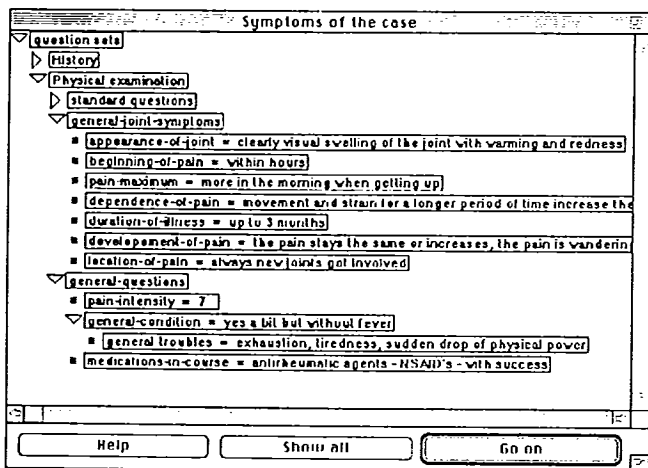 Symptoms of the case
question sets
History
Physical examination
standard questions
general-joint-symptoms
appearance-of-joint = clearly visual swelling of the joint with warming and redness
beginning-of-pain = within hours
pain-maximum = more in the morning when getting up
dependence-of-pain = movement and strain for a longer period of time increase the
duration-of-illness = up to 3 months
developement-of-pain = the pain stays the same or increases, the pain is wanderin
location-of-pain = always new joints got involved
general-questions
pain-intensity = 7
general-condition = yes a bit but without fever
general troubles = exhaustion, tiredness, sudden drop of physical power
medications-in-course = antirheumatic agents - NSAID's - with success
Help Show all Go on